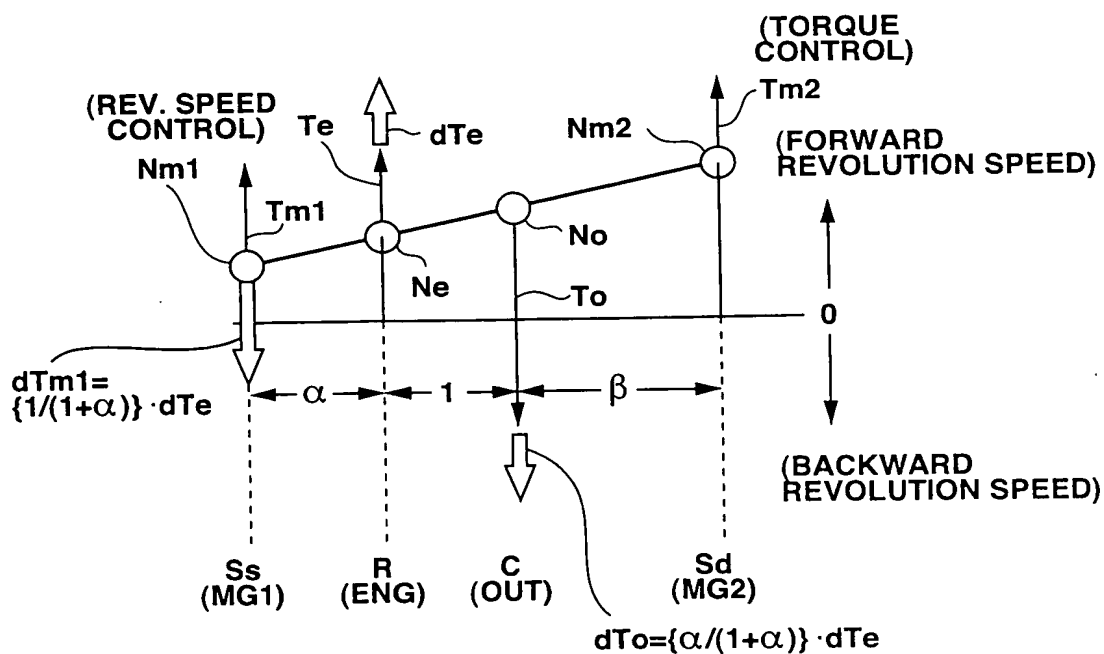 (TORQUE
CONTROL)
Tm2
(REV. SPEED
CONTROL)
Te
dTe
Nm2
(FORWARD
REVOLUTION SPEED)
Nm1
Tm1
No
Ne
To
0
dTm1=
{1/(1+α)}·dTe
α
1
β
(BACKWARD
REVOLUTION SPEED)
Ss
(MG1)
R
(ENG)
C
(OUT)
Sd
(MG2)
dTo={α/(1+α)}·dTe